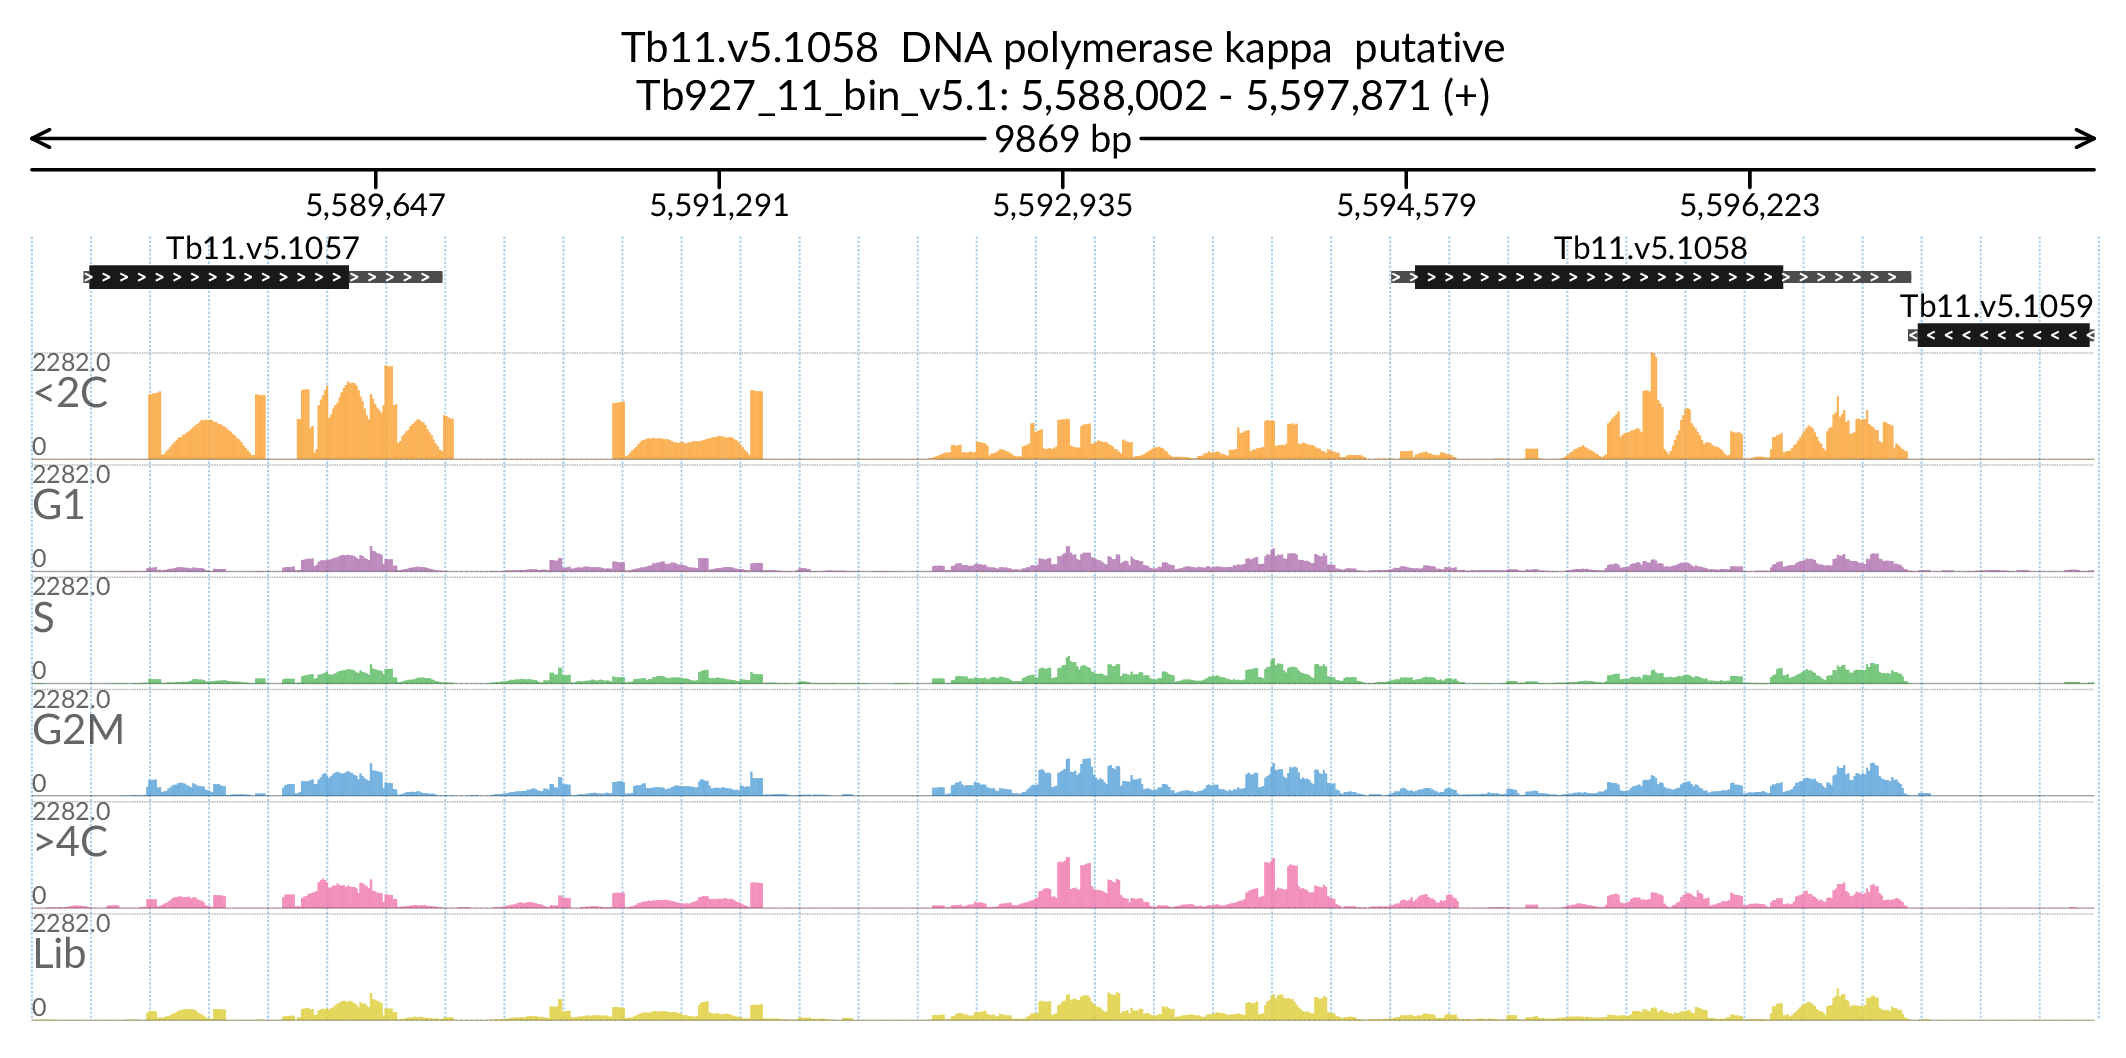 Tb11.v5.1058  DNA polymerase kappa  putative
Tb927_11_bin_v5.1: 5,588,002 - 5,597,871 (+)
9869 bp
5,589,647 5,591,291 5,592,935 5,594,579 5,596,223
Tb11.v5.1057 Tb11.v5.1058
Tb11.v5.1059
2282.0
<2C
0
2282.0
G1
0
2282.0
S
0
2282.0
G2M
0
2282.0
>4C
0
2282.0
Lib
0